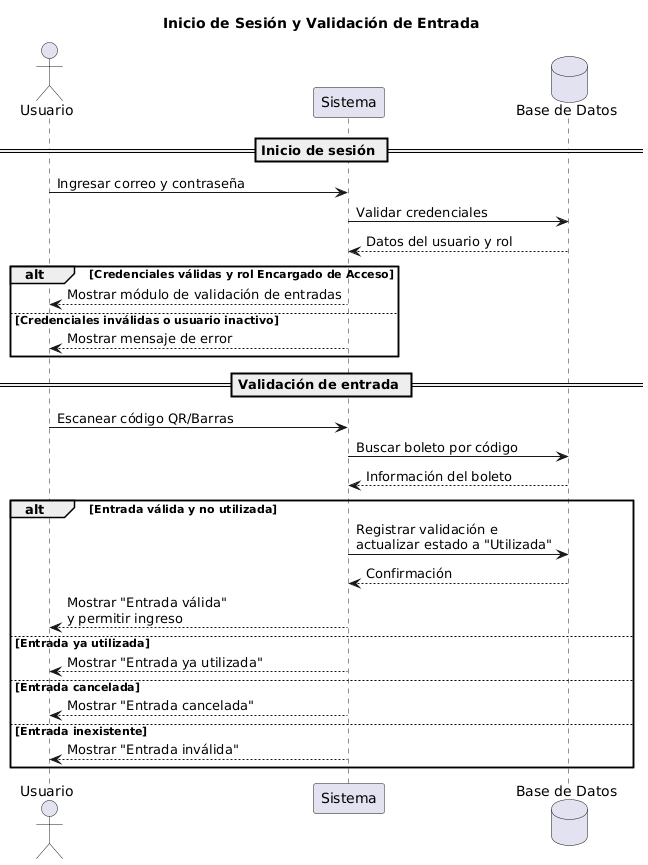 Inicio de Sesión y Validación de Entrada
Usuario
Sistema
Base de Datos
Inicio de sesión
Ingresar correo y contraseña
Validar credenciales
Datos del usuario y rol
alt [Credenciales válidas y rol Encargado de Acceso]
Mostrar módulo de validación de entradas
[Credenciales inválidas o usuario inactivo]
Mostrar mensaje de error
Validación de entrada
Escanear código QR/Barras
Buscar boleto por código
Información del boleto
alt [Entrada válida y no utilizada]
Registrar validación e
actualizar estado a "Utilizada"
Confirmación
Mostrar "Entrada válida"
y permitir ingreso
[Entrada ya utilizada]
Mostrar "Entrada ya utilizada"
[Entrada cancelada]
Mostrar "Entrada cancelada"
[Entrada inexistente]
Mostrar "Entrada inválida"
Usuario
Sistema
Base de Datos